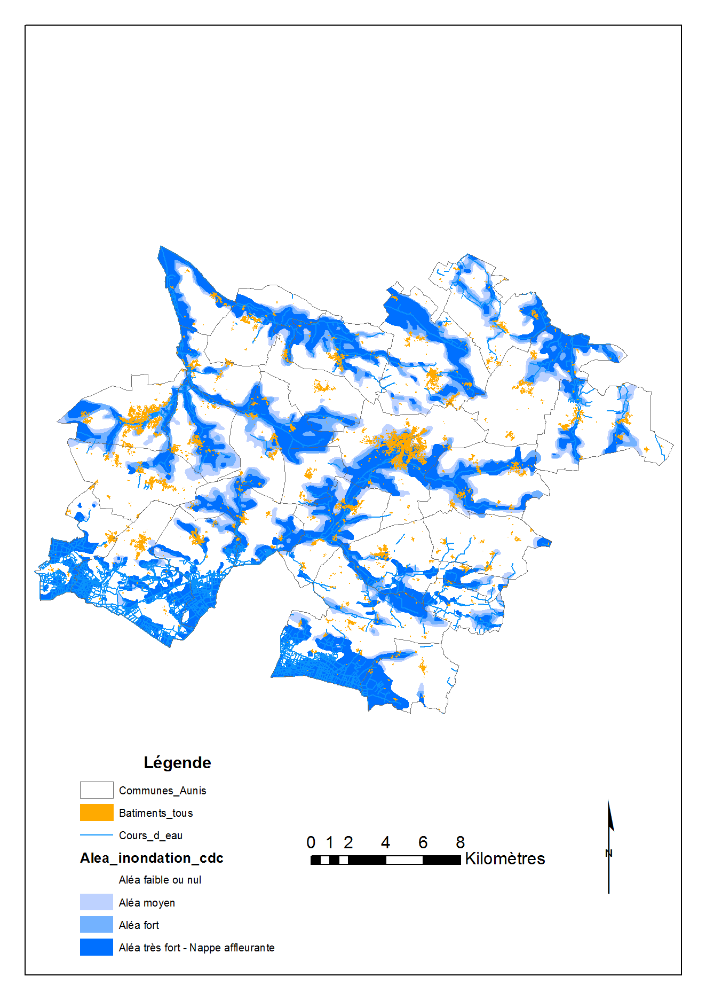 Légende
Communes_Aunis
Batiments_tous
Cours_d_eau
Alea_inondation_cdc
Aléa faible ou nul
Aléa moyen
Aléa fort
Aléa très fort - Nappe affleurante
0 1 2 4 6 8
Kilomètres
N